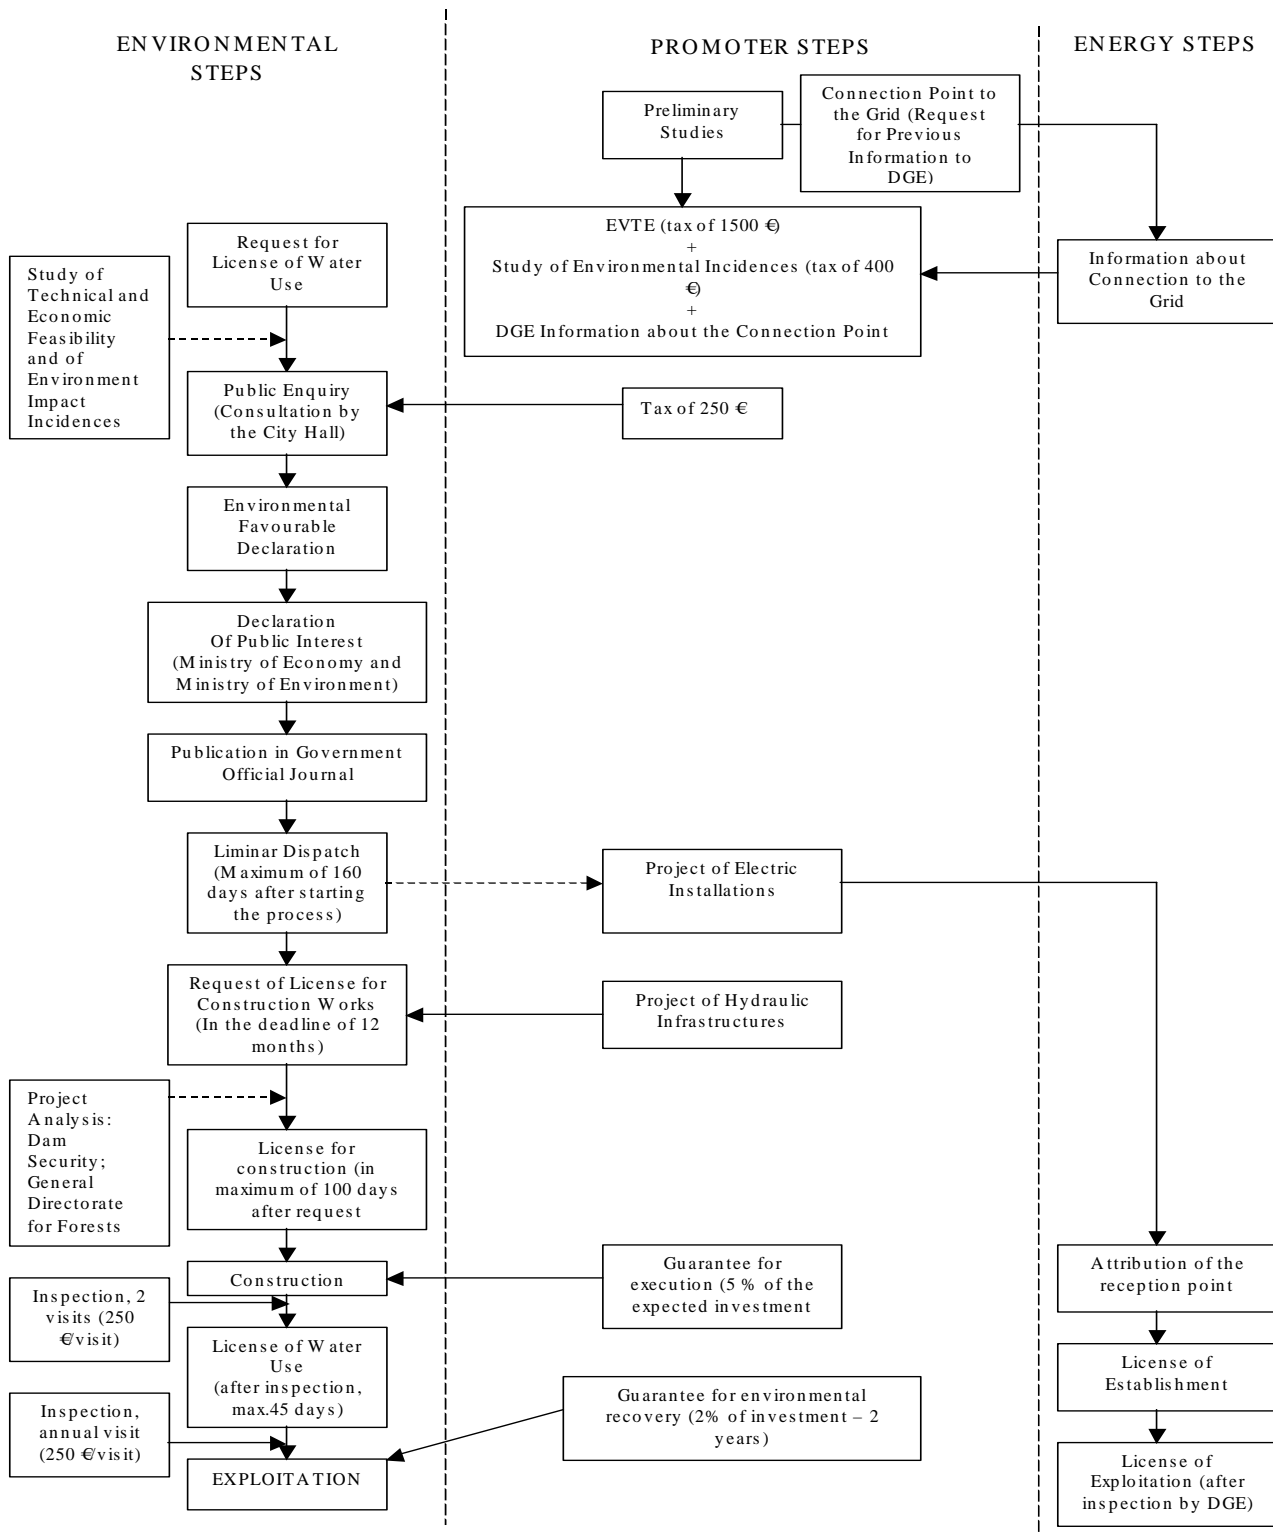 ENVIRONMENTAL
STEPS
PROMOTER STEPS
ENERGY STEPS
Preliminary
Studies
Connection Point to
the Grid (Request
for Previous
Information to
DGE)
EVTE (tax of 1500 €)
+
Study of Environmental Incidences (tax of 400
€)
+
DGE Information about the Connection Point
Information about
Connection to the
Grid
Request for
License of Water
Use
Study of
Technical and
Economic
Feasibility
and of
Environment
Impact
Incidences
Public Enquiry
(Consultation by
the City Hall)
Tax of 250 €
Environmental
Favourable
Declaration
Declaration
Of Public Interest
(Ministry of Economy and
Ministry of Environment)
Publication in Government
Official Journal
Liminar Dispatch
(Maximum of 160
days after starting
the process)
Project of Electric
Installations
Request of License for
Construction Works
(In the deadline of 12
months)
Project of Hydraulic
Infrastructures
Project
Analysis:
Dam
Security;
General
Directorate
for Forests
License for
construction (in
maximum of 100 days
after request
Construction
Guarantee for
execution (5 % of the
expected investment
Attribution of the
reception point
Inspection, 2
visits (250
€/visit)
License of Water
Use
(after inspection,
max.45 days)
License of
Establishment
Inspection,
annual visit
(250 €/visit)
Guarantee for environmental
recovery (2% of investment – 2
years)
EXPLOITATION
License of
Exploitation (after
inspection by DGE)